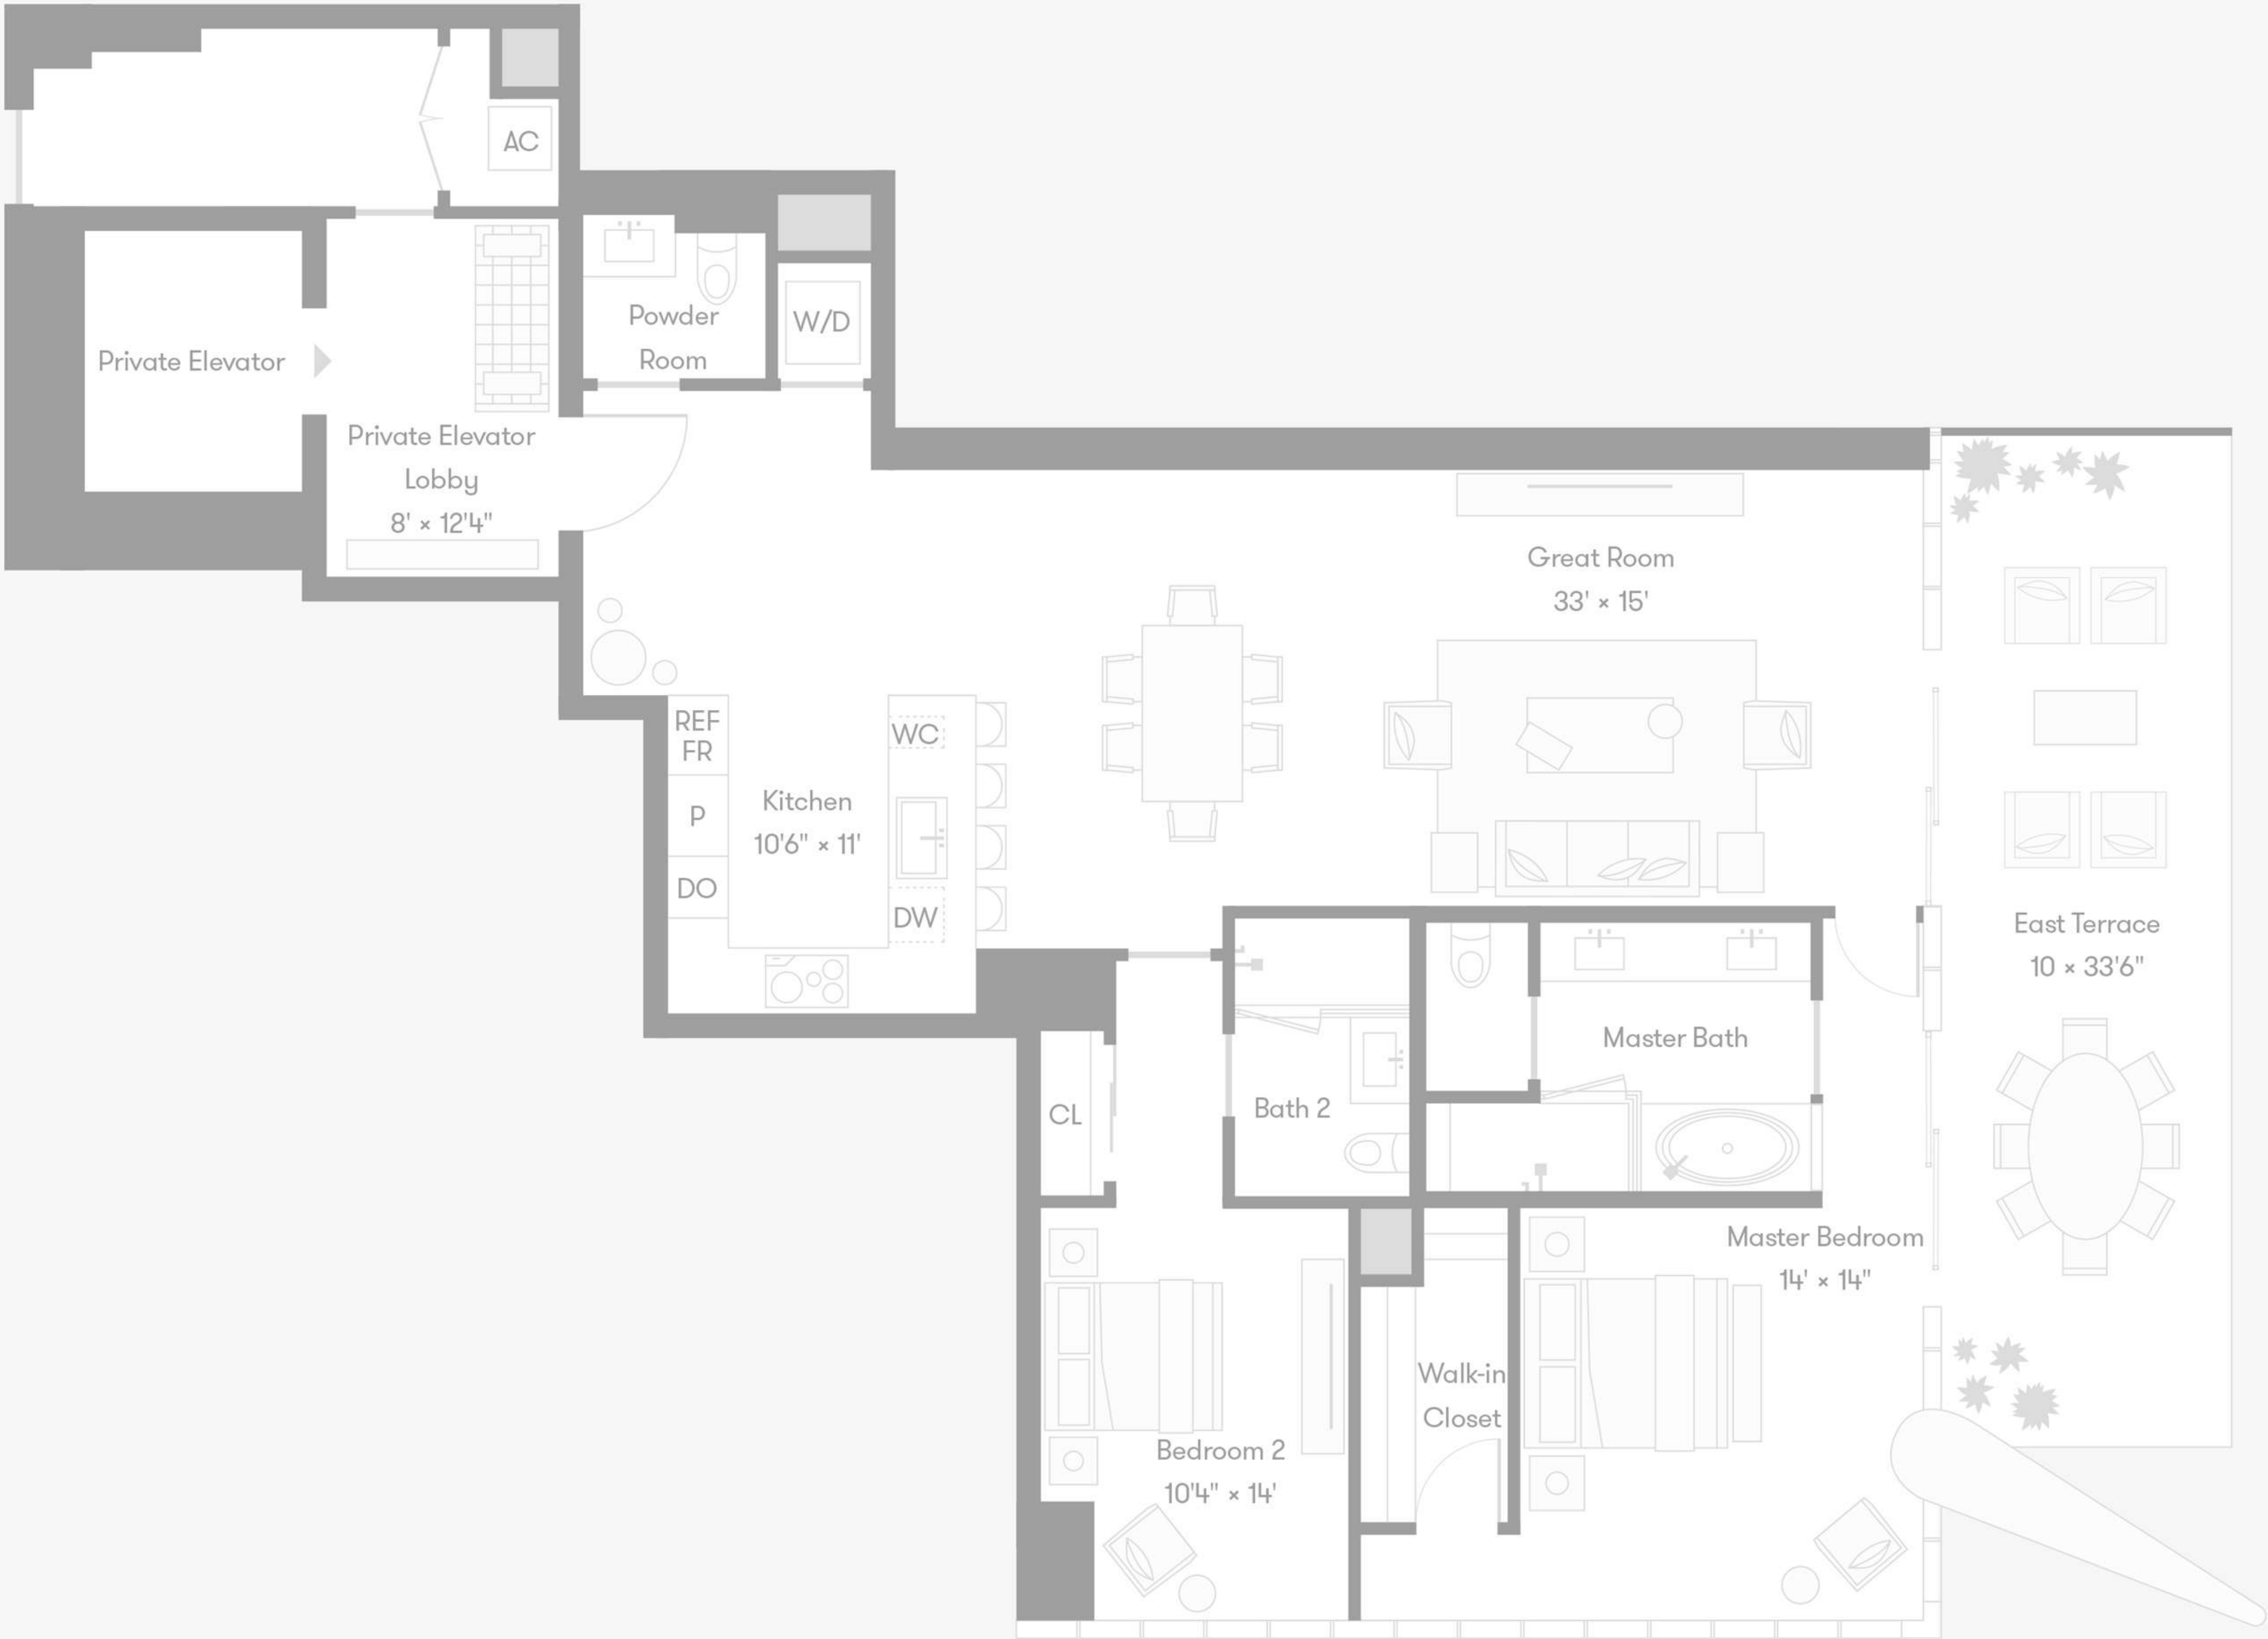 AC
Private Elevator
Private Elevator
Lobby
8' × 12'4"
Powder
Room
W/D
Great Room
33' × 15'
REF
FR
P
DO
Kitchen
10'6" × 11'
WC
DW
East Terrace
10 × 33'6"
CL
Bath 2
Master Bath
Master Bedroom
14' × 14"
Walk-in
Closet
Bedroom 2
10'4" × 14'